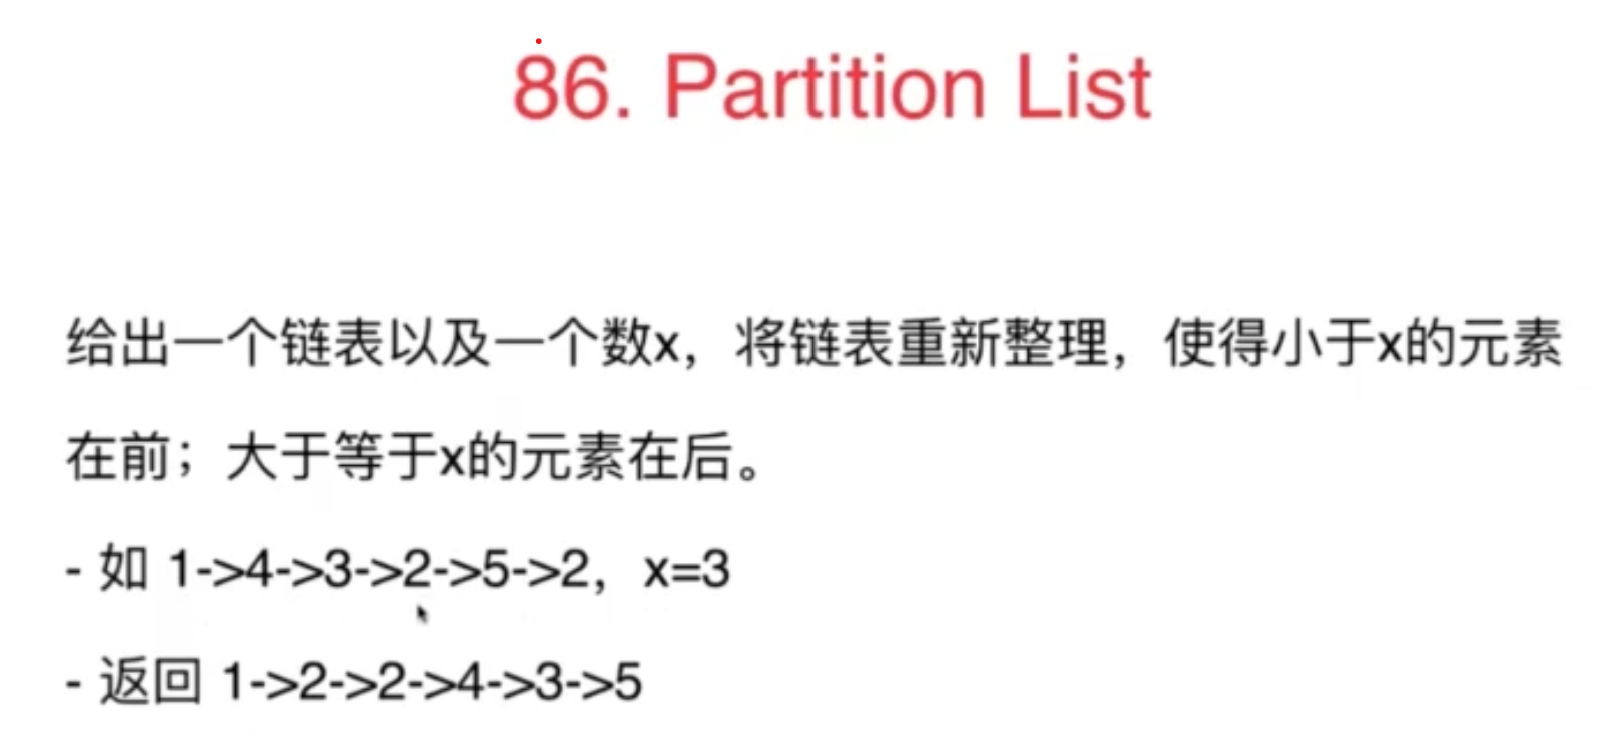 86. Partition List
给出一个链表以及一个数x，将链表重新整理，使得小于x的元素
在前；大于等于x的元素在后。
- 如 1->4->3->2->5->2，x=3
- 返回 1->2->2->4->3->5